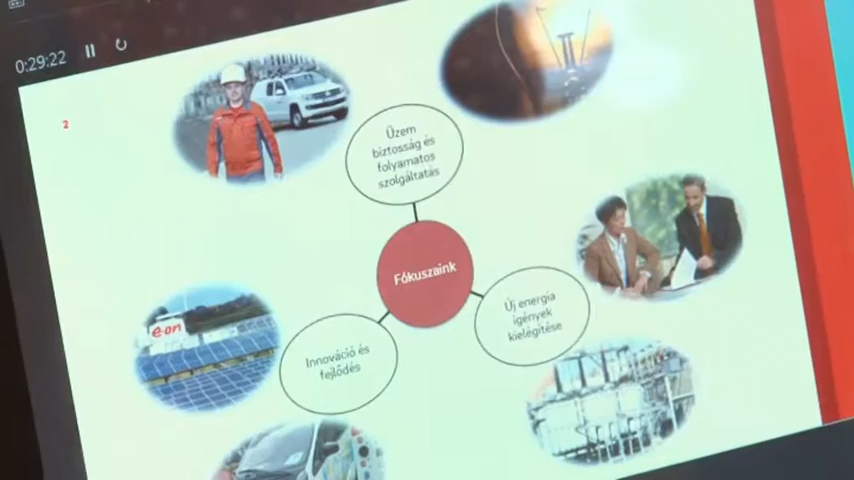 0:29:22
2
Üzem
biztosság és
folyamatos
szolgáltatás
Fókuszaink
Új energia
igények
kielégítése
Innováció és
fejlődés
e·on